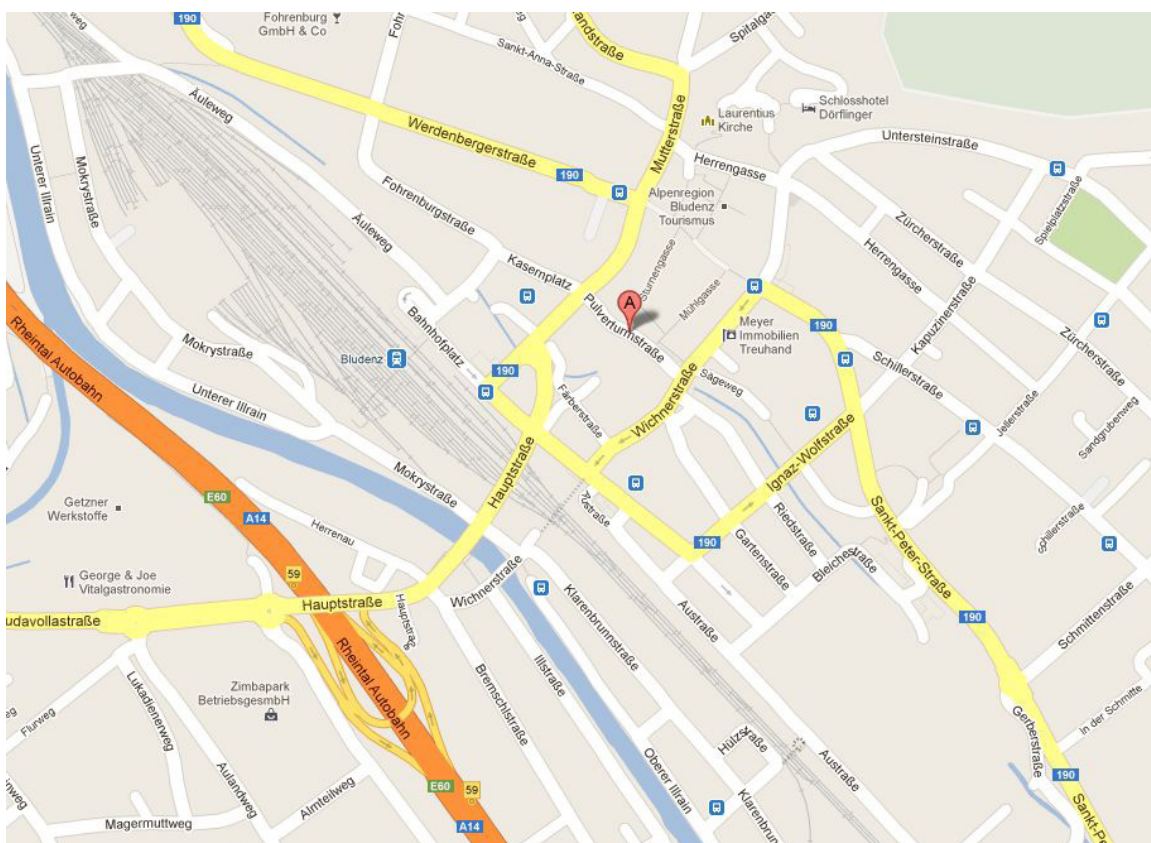 190
Fohrenburg
GmbH & Co
Spitalgasse
Sankt-Anna-Straße
Äuleweg
Mutterstraße
Laurentius
Kirche
Schlosshotel
Dörflinger
Untersteinstraße
Werdenbergerstraße
190
Herrengasse
Unterer Illrain
Mokrystraße
Alpenregion
Bludenz
Tourismus
Spielplatzstraße
Fohrenburgstraße
Äuleweg
Zürcherstraße
Herrengasse
Kasernplatz
Sturnengasse
Mühlgasse
A
Pulverturmstraße
Rheintal Autobahn
Bahnhofplatz
Kapuzinerstraße
Meyer
Immobilien
Treuhand
190
Mokrystraße
Bludenz
190
Zürcherstraße
Schillerstraße
Sägeweg
Unterer Illrain
Färberstraße
Wichnerstraße
Jellerstraße
Sandgrubenweg
Mokrystraße
Hauptstraße
Ignaz-Wolfstraße
E60
A14
Getzner
Werkstoffe
Herrenau
Riedstraße
Sankt-Peter-Straße
Schillerstraße
190
Gartenstraße
Bleichestraße
George & Joe
Vitalgastronomie
59
Hauptstraße
Wichnerstraße
Klarenbrunnstraße
Austraße
190
Schmittenstraße
Rheintal Autobahn
Illstraße
Zimbapark
BetriebsgesmbH
Lukadienerweg
Bremschlstraße
In der Schmitte
Flurweg
Hülzstraße
Gerberstraße
Oberer Illrain
Austraße
190
Aulandweg
Almteilweg
E60
59
Magermuttweg
A14